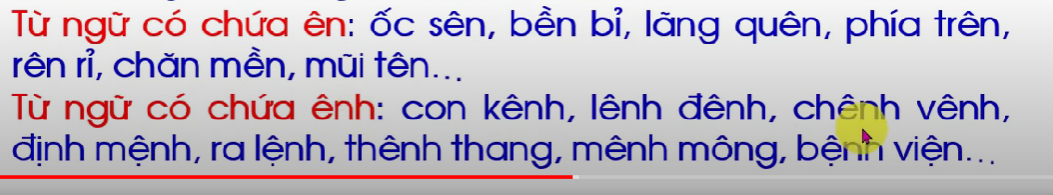 Từ ngữ có chứa ên: ốc sên, bền bỉ, lãng quên, phía trên,
rên rỉ, chăn mền, mũi tên...
Từ ngữ có chứa ênh: con kênh, lênh đênh, chênh vênh,
định mệnh, ra lệnh, thênh thang, mênh mông, bệnh viện...